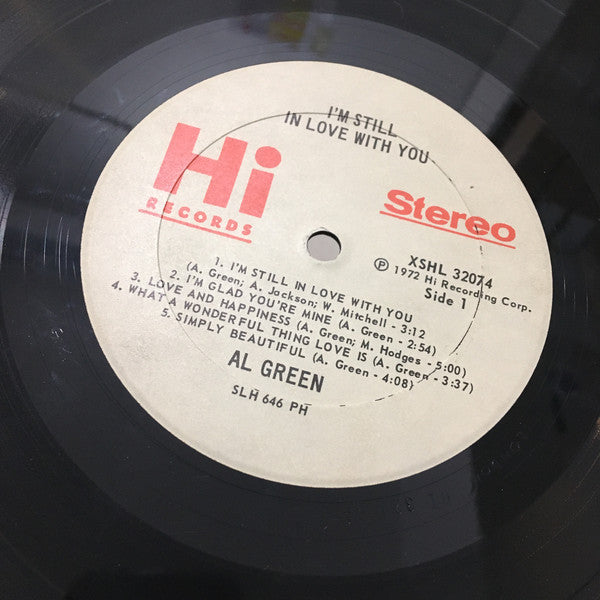 I'M STILL
IN LOVE WITH YOU
Hi
RECORDS
Stereo
XSHL 32074
Ⓟ 1972 Hi Recording Corp.
Side 1
1. I'M STILL IN LOVE WITH YOU
(A. Green; A. Jackson; W. Mitchell - 3:12
2. I'M GLAD YOU'RE MINE (A. Green - 2:54)
3. LOVE AND HAPPINESS (A. Green; M. Hodges - 5:00)
4. WHAT A WONDERFUL THING LOVE IS (A. Green - 3:37)
5. SIMPLY BEAUTIFUL (A. Green - 4:08)
AL GREEN
SLH 646 PH